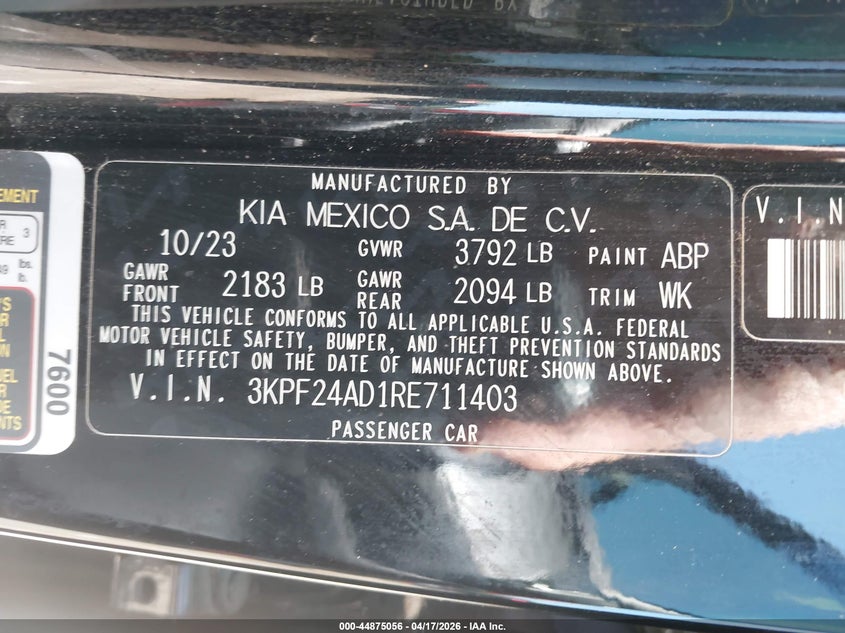 MANUFACTURED BY
KIA MEXICO S.A. DE C.V.
10/23 GVWR 3792 LB PAINT ABP
GAWR FRONT 2183 LB GAWR REAR 2094 LB TRIM WK
THIS VEHICLE CONFORMS TO ALL APPLICABLE U.S.A. FEDERAL
MOTOR VEHICLE SAFETY, BUMPER, AND THEFT PREVENTION STANDARDS
IN EFFECT ON THE DATE OF MANUFACTURE SHOWN ABOVE.
V.I.N. 3KPF24AD1RE711403
PASSENGER CAR
V.I.N
7600
3
lbs.
lb.
000-44875056 - 04/17/2026 - IAA Inc.